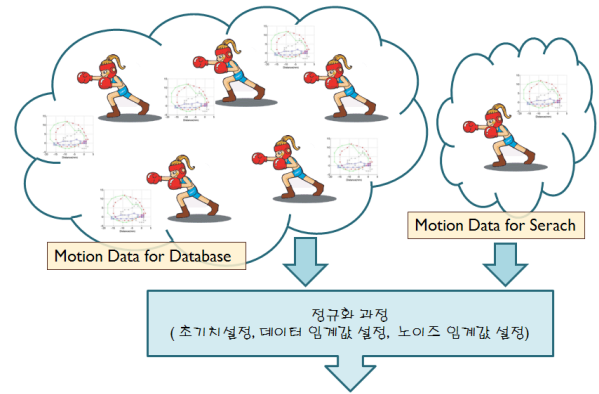 Motion Data for Database
Motion Data for Serach
정규화 과정
( 초기치설정, 데이터 임계값 설정, 노이즈 임계값 설정)